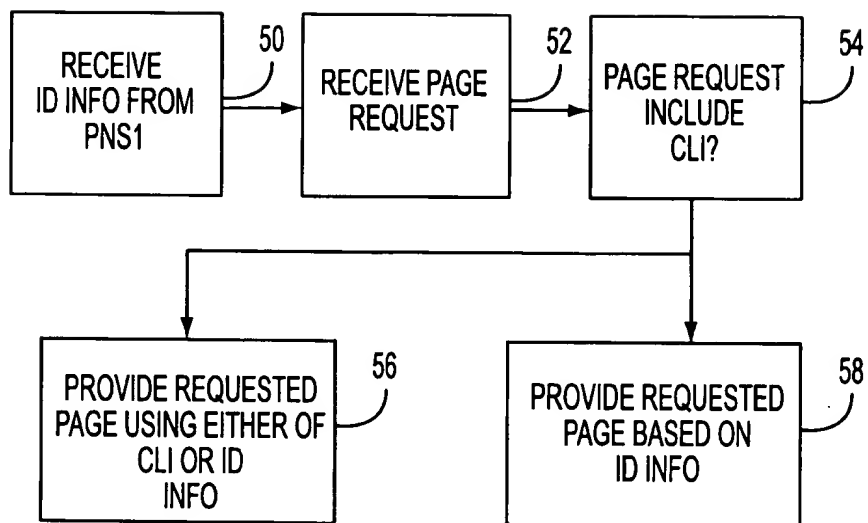 50
RECEIVE
ID INFO FROM
PNS1
52
RECEIVE PAGE
REQUEST
54
PAGE REQUEST
INCLUDE
CLI?
56
PROVIDE REQUESTED
PAGE USING EITHER OF
CLI OR ID
INFO
58
PROVIDE REQUESTED
PAGE BASED ON
ID INFO